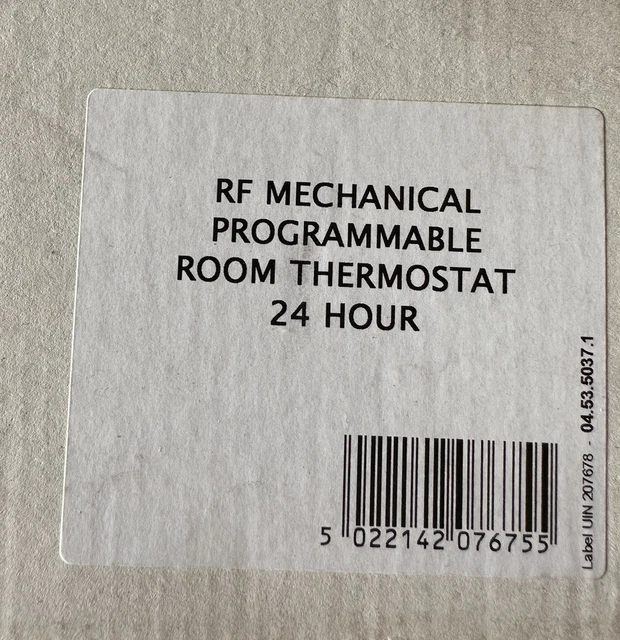 RF MECHANICAL
PROGRAMMABLE
ROOM THERMOSTAT
24 HOUR
5 022142 076755
Label UIN 207678 - 04.53.5037.1